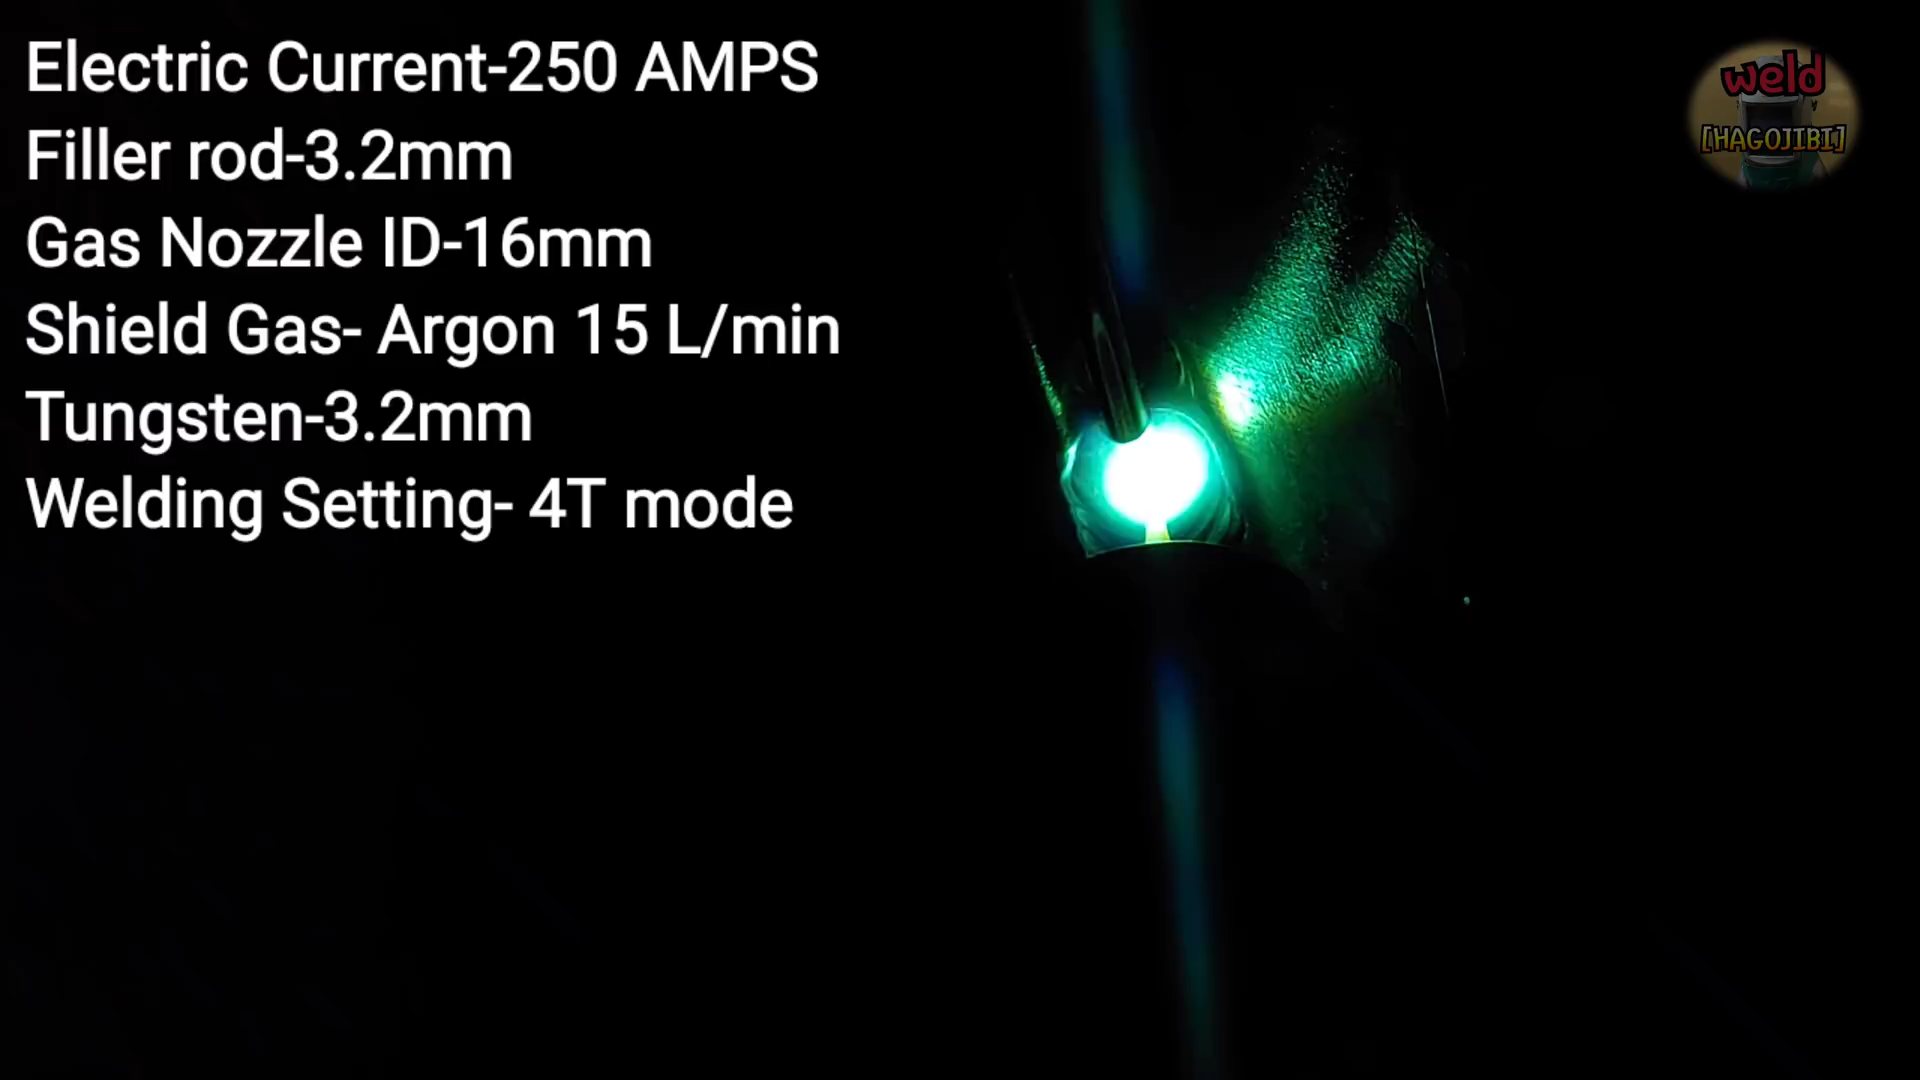 Electric Current-250 AMPS
Filler rod-3.2mm
Gas Nozzle ID-16mm
Shield Gas- Argon 15 L/min
Tungsten-3.2mm
Welding Setting- 4T mode
weld
[HAGOJIBI]